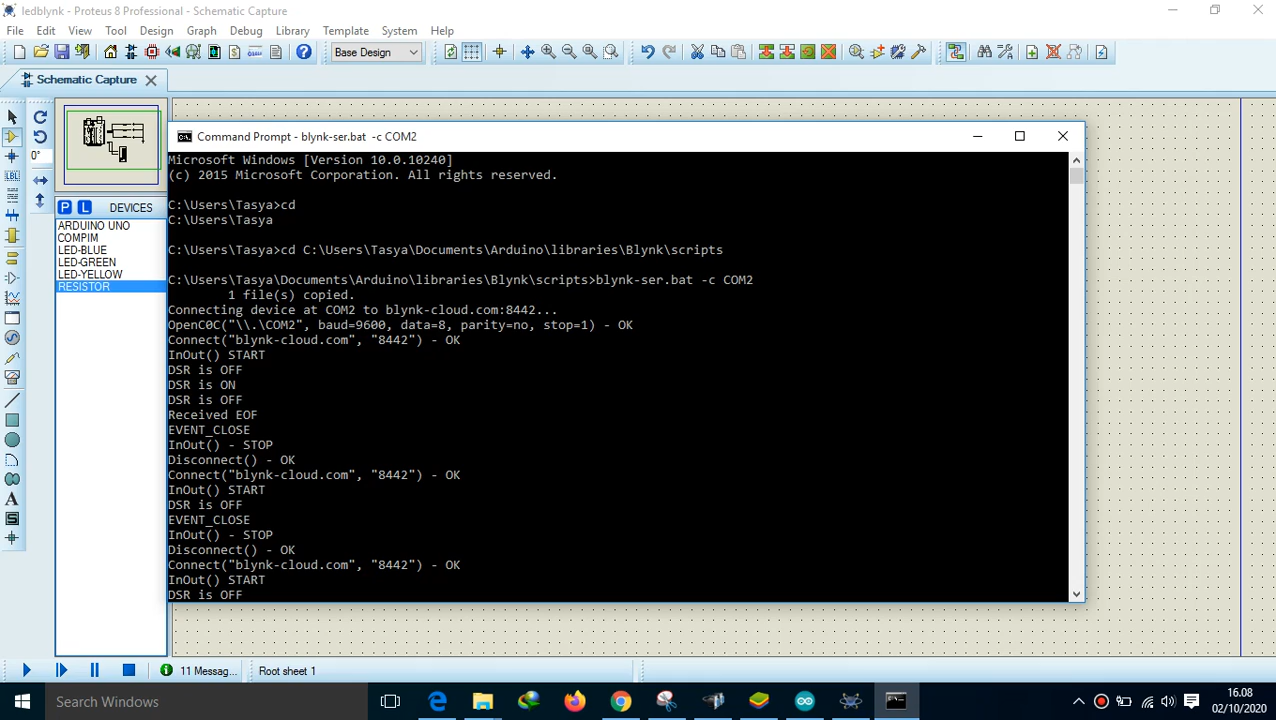 ledblynk - Proteus 8 Professional - Schematic Capture
File Edit View Tool Design Graph Debug Library Template System Help
Base Design
Schematic Capture
0°
LBL
P L DEVICES
ARDUINO UNO
COMPIM
LED-BLUE
LED-GREEN
LED-YELLOW
RESISTOR
Command Prompt - blynk-ser.bat -c COM2
Microsoft Windows [Version 10.0.10240]
(c) 2015 Microsoft Corporation. All rights reserved.
C:\Users\Tasya>cd
C:\Users\Tasya
C:\Users\Tasya>cd C:\Users\Tasya\Documents\Arduino\libraries\Blynk\scripts
C:\Users\Tasya\Documents\Arduino\libraries\Blynk\scripts>blynk-ser.bat -c COM2
1 file(s) copied.
Connecting device at COM2 to blynk-cloud.com:8442...
OpenC0C("\\.\COM2", baud=9600, data=8, parity=no, stop=1) - OK
Connect("blynk-cloud.com", "8442") - OK
InOut() START
DSR is OFF
DSR is ON
DSR is OFF
Received EOF
EVENT_CLOSE
InOut() - STOP
Disconnect() - OK
Connect("blynk-cloud.com", "8442") - OK
InOut() START
DSR is OFF
EVENT_CLOSE
InOut() - STOP
Disconnect() - OK
Connect("blynk-cloud.com", "8442") - OK
InOut() START
DSR is OFF
11 Messag...
Root sheet 1
Search Windows
16.08
02/10/2020